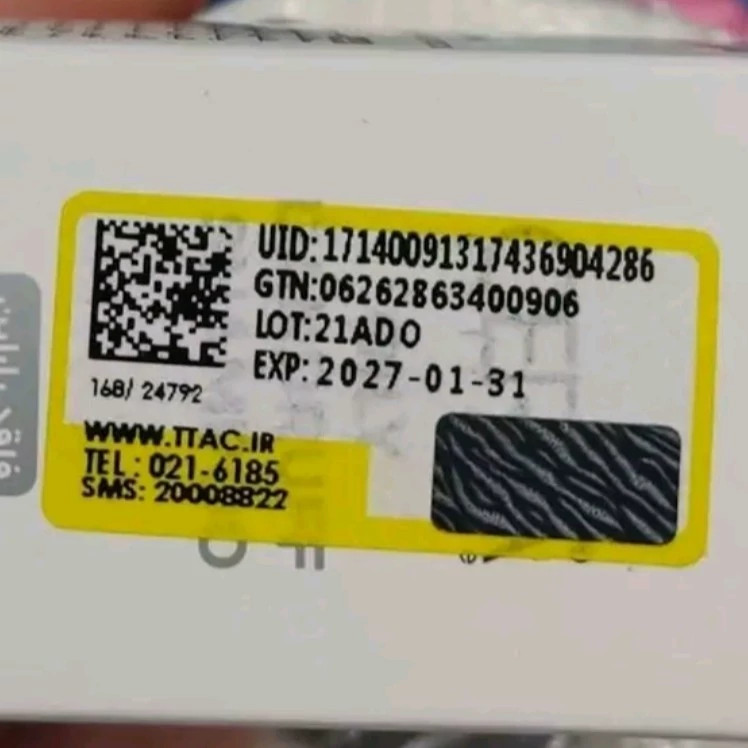 UID:17140091317436904286
GTN:06262863400906
LOT:21ADO
EXP:2027-01-31
168/ 24792
WWW.TTAC.IR
TEL: 021-6185
SMS: 20008822